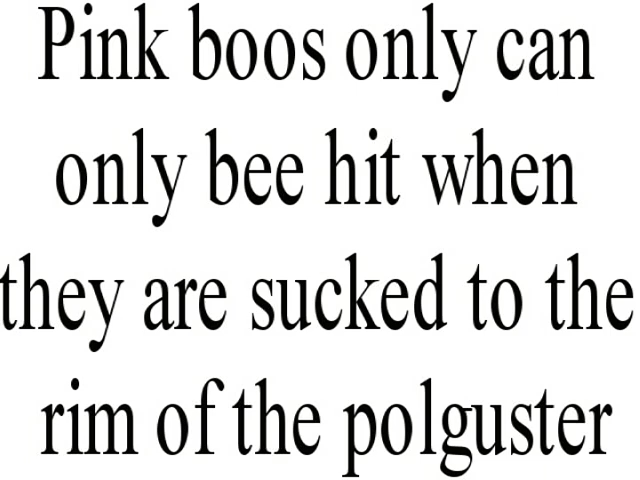 Pink boos only can
only bee hit when
they are sucked to the
rim of the polguster